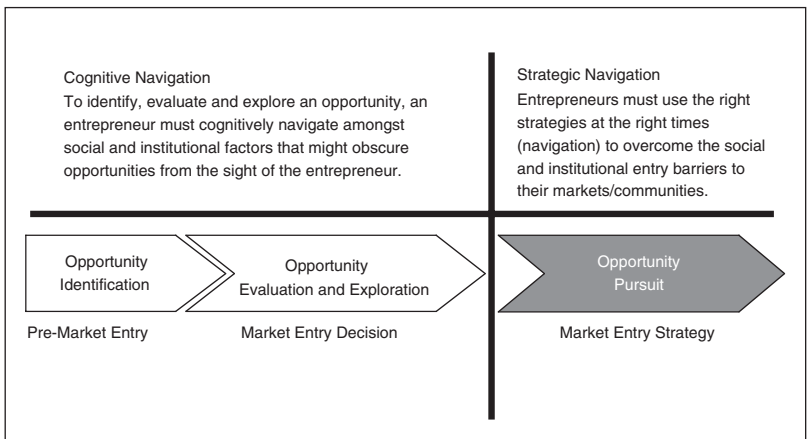 Cognitive Navigation
To identify, evaluate and explore an opportunity, an
entrepreneur must cognitively navigate amongst
social and institutional factors that might obscure
opportunities from the sight of the entrepreneur.
Strategic Navigation
Entrepreneurs must use the right
strategies at the right times
(navigation) to overcome the social
and institutional entry barriers to
their markets/communities.
Opportunity
Identification
Opportunity
Evaluation and Exploration
Opportunity
Pursuit
Pre-Market Entry
Market Entry Decision
Market Entry Strategy